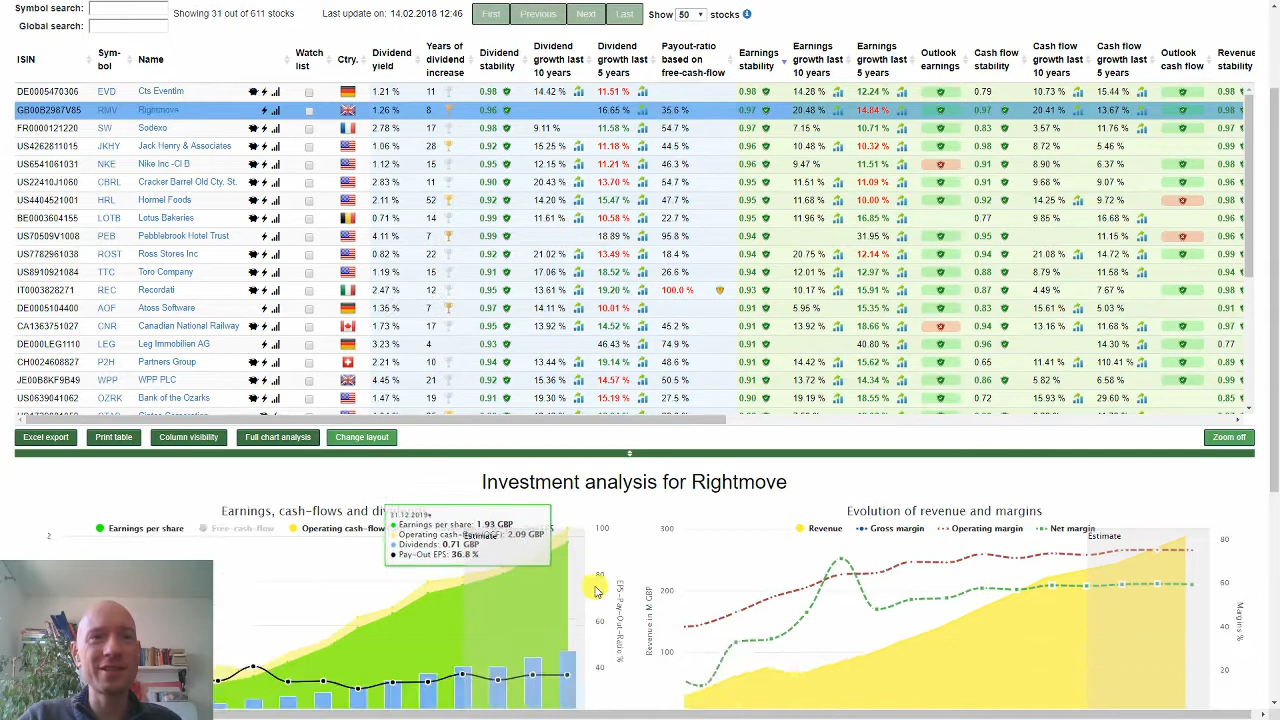 Symbol search:
Showing 31 out of 611 stocks
Last update on: 14.02.2018 12:46
First Previous Next Last
Show 50 stocks
Global search:
ISIN Sym-bol Name Watch list Ctry. Dividend yield Years of dividend increase Dividend stability Dividend growth last 10 years Dividend growth last 5 years Payout-ratio based on free-cash-flow Earnings stability Earnings growth last 10 years Earnings growth last 5 years Outlook earnings Cash flow stability Cash flow growth last 10 years Cash flow growth last 5 years Outlook cash flow Revenue stability
DE0005470306 EVD Cts Eventim 1.21 % 11 0.98 14.42 % 11.51 % 0.98 14.28 % 12.24 % 0.79 10.73 % 15.44 % 0.98
GB00B2987V85 RMV Rightmove 1.26 % 8 0.96 16.65 % 35.6 % 0.97 20.48 % 14.84 % 0.97 20.41 % 13.67 % 0.98
FR0000121220 SW Sodexo 2.78 % 17 0.98 9.11 % 11.58 % 54.7 % 0.97 7.15 % 10.71 % 0.83 3.57 % 11.76 % 0.98
US4262811015 JKHY Jack Henry & Associates 1.06 % 28 0.92 15.25 % 11.18 % 44.5 % 0.96 10.48 % 10.32 % 0.98 8.72 % 5.46 % 0.99
US6541061031 NKE Nike Inc -Cl B 1.12 % 15 0.95 12.15 % 11.21 % 46.3 % 0.96 9.47 % 11.51 % 0.91 8.90 % 6.37 % 0.98
US22410J1060 CBRL Cracker Barrel Old Cty. St. 2.83 % 11 0.90 20.43 % 13.70 % 54.7 % 0.95 11.51 % 11.09 % 0.91 9.68 % 9.07 % 0.94
US4404521001 HRL Hormel Foods 2.11 % 52 0.98 14.20 % 15.47 % 47.7 % 0.95 11.68 % 10.00 % 0.92 14.25 % 9.72 % 0.98
BE0003604155 LOTB Lotus Bakeries 0.71 % 14 0.99 11.61 % 10.58 % 22.7 % 0.95 11.96 % 16.85 % 0.77 9.85 % 16.68 % 0.98
US70509V1008 PEB Pebblebrook Hotel Trust 4.11 % 7 18.89 % 95.8 % 0.94 31.95 % 0.95 11.15 % 0.96
US7782961038 ROST Ross Stores Inc. 0.82 % 22 21.02 % 13.49 % 18.4 % 0.94 20.75 % 12.14 % 0.94 21.08 % 14.72 % 0.99
US8910921084 TTC Toro Company 1.19 % 15 0.91 17.06 % 18.52 % 26.6 % 0.94 12.01 % 12.97 % 0.88 8.74 % 11.58 % 0.94
IT0003828271 REC Recordati 2.47 % 12 0.95 13.61 % 19.20 % 100.0 % 0.93 10.17 % 15.91 % 0.87 4.49 % 7.67 % 0.98
DE0005104400 AOF Atoss Software 1.35 % 7 14.11 % 10.01 % 0.91 5.95 % 0.98
CA1363751027 CNR Canadian National Railway 1.73 % 17 0.95 13.92 % 14.52 % 45.2 % 0.91 13.92 % 18.66 % 0.94 13.16 % 11.68 % 0.97
DE000LEG1110 LEG Leg Immobilien AG 3.23 % 4 0.93 46.43 % 74.9 % 0.91 40.80 % 0.96 14.30 % 0.77
CH0024608827 P2H Partners Group 2.21 % 10 0.94 13.44 % 19.14 % 48.6 % 0.91 14.42 % 15.62 % 0.65 110.41 % 0.89
JE00B8KF9B49 WPP WPP PLC 4.45 % 21 0.92 15.36 % 14.57 % 50.5 % 0.91 13.72 % 14.34 % 0.86 5.82 % 6.58 % 0.99
US0639041062 OZRK Bank of the Ozarks 1.47 % 19 0.91 19.30 % 15.19 % 27.5 % 0.90 19.19 % 18.55 % 0.72 29.60 % 0.85
Excel export Print table Column visibility Full chart analysis Change layout Zoom off
Investment analysis for Rightmove
Earnings, cash-flows and
Evolution of revenue and margins
Earnings per share Free-cash-flow Operating cash-flow
Revenue Gross margin Operating margin Net margin
31.12.2019
Earnings per share: 1.93 GBP
Operating cash-flow 2.09 GBP
Dividends: 0.71 GBP
Pay-Out EPS: 36.8 %
Estimate
Estimate
2
100
80
60
40
EPS-Pay-Out-Ratio %
Revenue in M GBP
300
200
100
80
60
40
20
Margin %